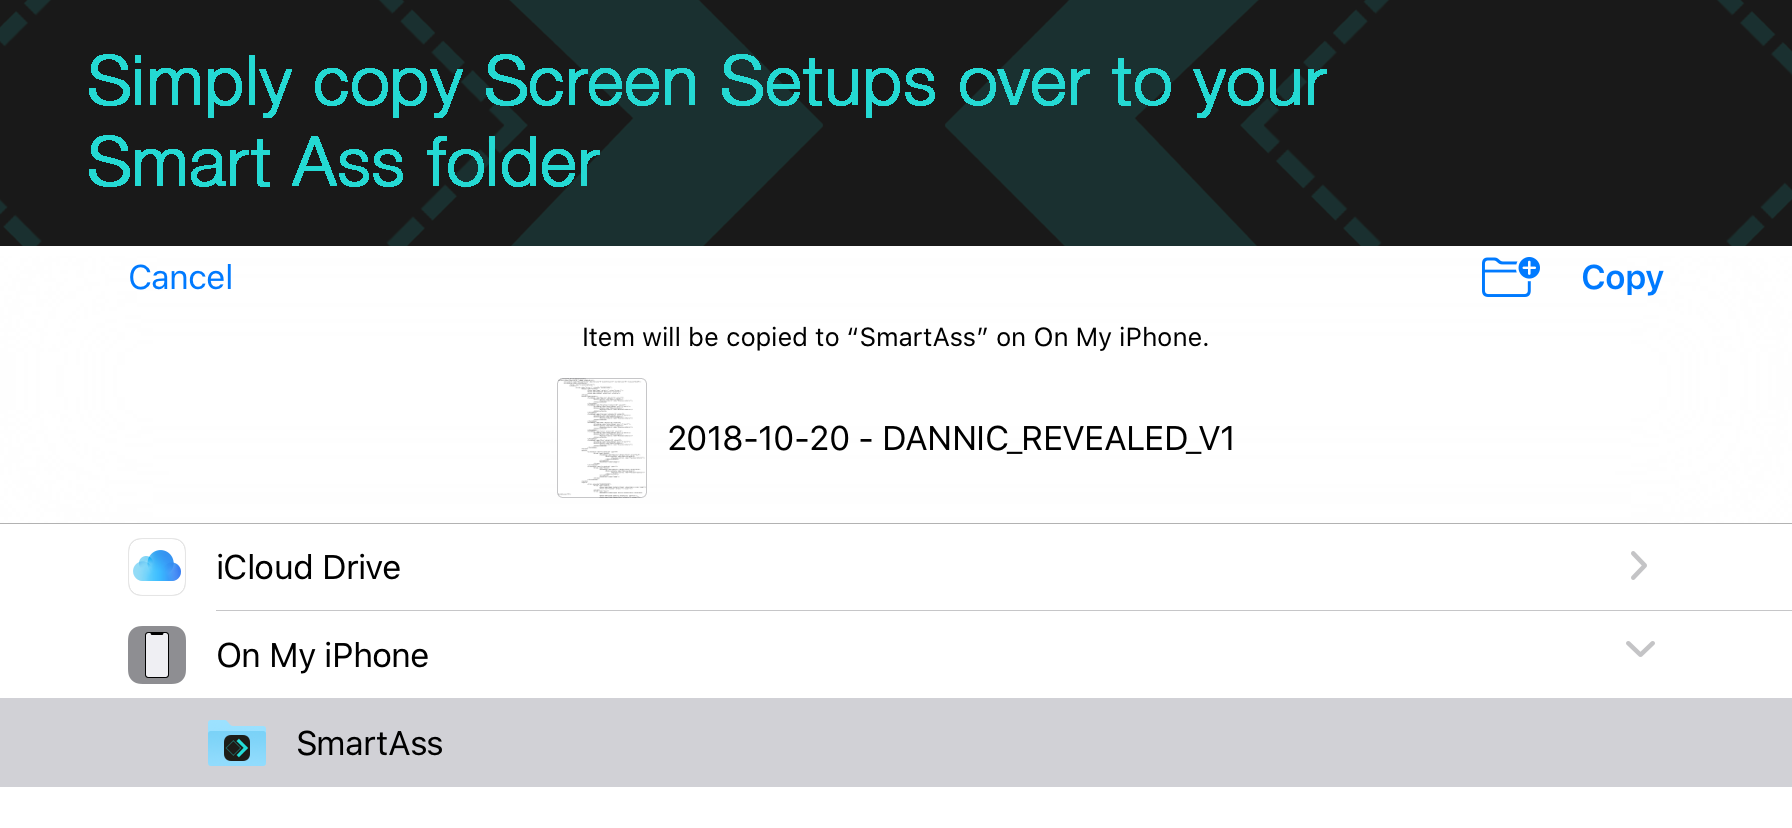 Simply copy Screen Setups over to your
Smart Ass folder
Cancel
Copy
Item will be copied to “SmartAss” on On My iPhone.
2018-10-20 - DANNIC_REVEALED_V1
iCloud Drive
On My iPhone
SmartAss